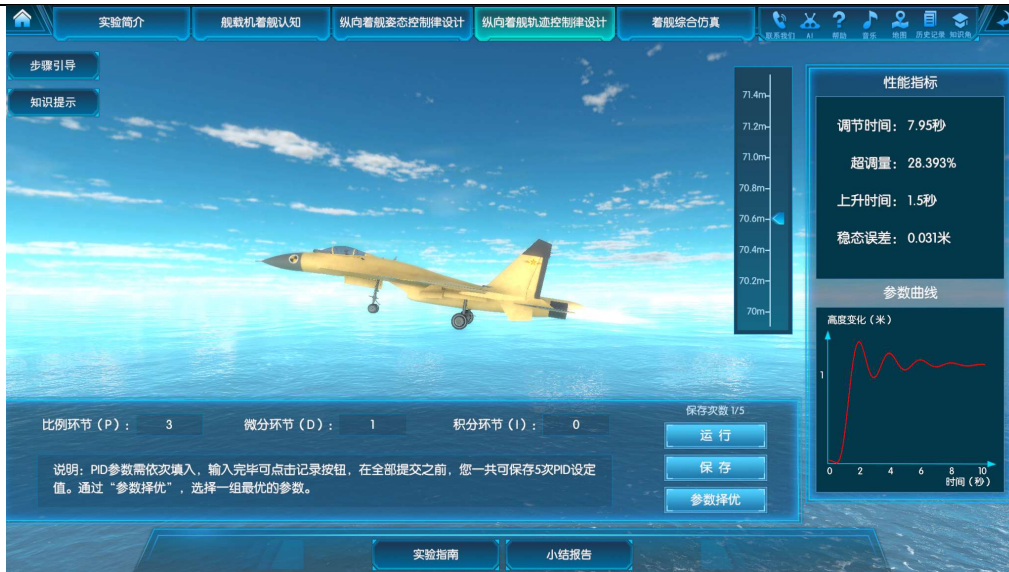 实验简介
舰载机着舰认知
纵向着舰姿态控制律设计
纵向着舰轨迹控制律设计
着舰综合仿真
联系我们
AI
帮助
音乐
地图
历史记录
知识角
步骤引导
知识提示
71.4m
71.2m
71.0m
70.8m
70.6m
70.4m
70.2m
70m
性能指标
调节时间：7.95秒
超调量：28.393%
上升时间：1.5秒
稳态误差：0.031米
参数曲线
高度变化（米）
1
0 2 4 6 8 10
时间（秒）
比例环节（P）： 3
微分环节（D）： 1
积分环节（I）： 0
保存次数 1/5
运行
保存
参数择优
说明：PID参数需依次填入，输入完毕可点击记录按钮，在全部提交之前，您一共可保存5次PID设定
值。通过“参数择优”，选择一组最优的参数。
实验指南
小结报告